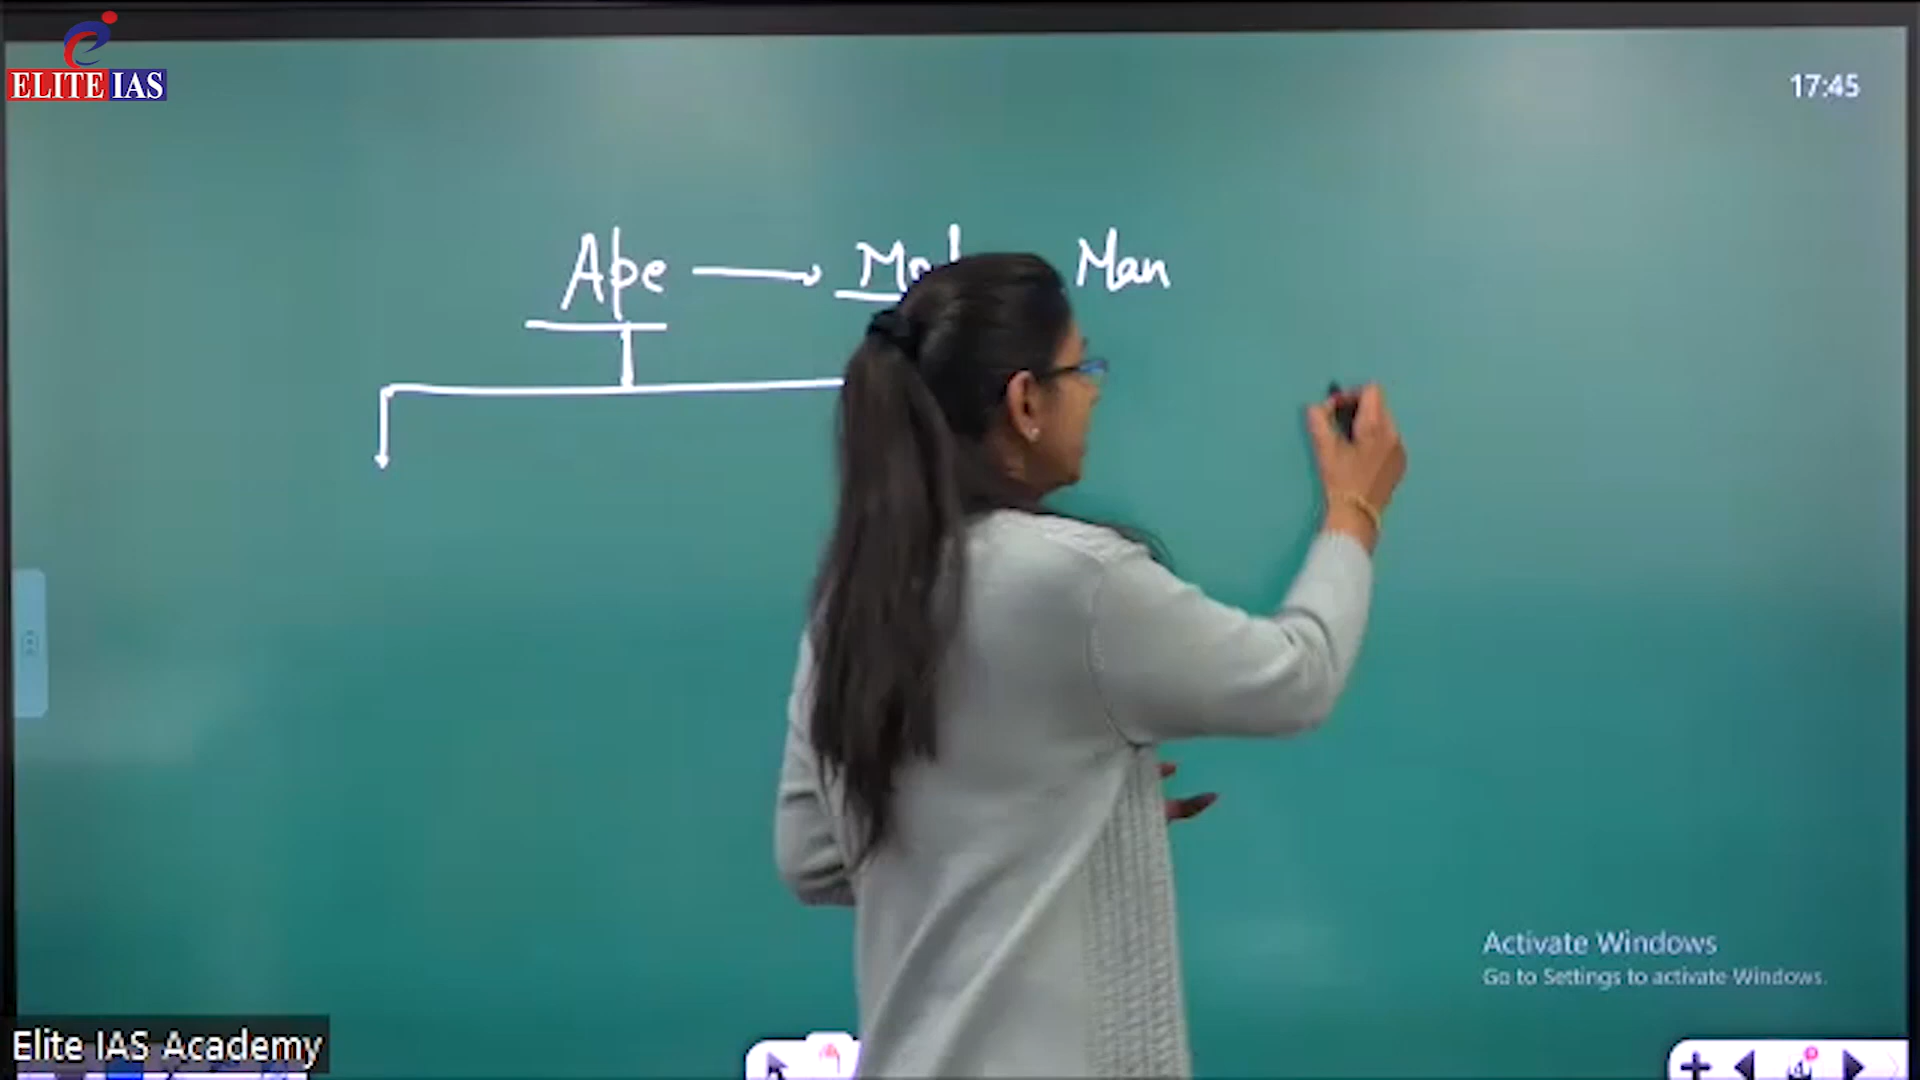 ELITE IAS
17:45
Ape → Man
Activate Windows
Go to Settings to activate Windows.
Elite IAS Academy